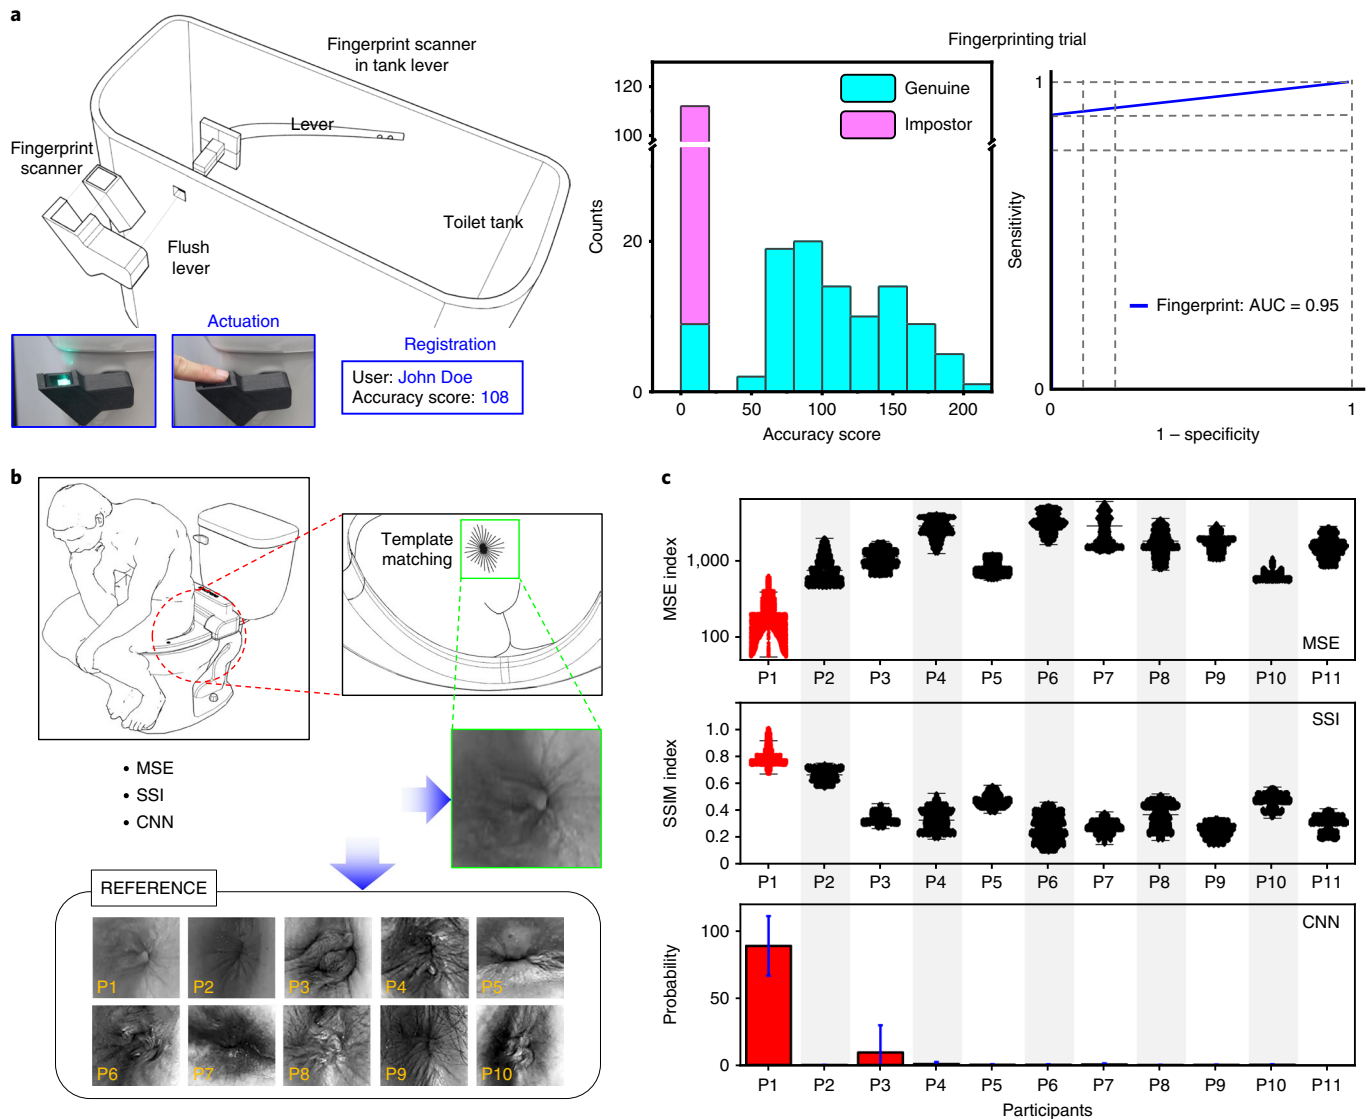 a
Fingerprint scanner
in tank lever
Lever
Fingerprint
scanner
Toilet tank
Flush
lever
Actuation
Registration
User: John Doe
Accuracy score: 108
Fingerprinting trial
Genuine
Impostor
120
100
20
0
Counts
0
50
100
150
200
Accuracy score
1
0
Sensitivity
Fingerprint: AUC = 0.95
0
1
1 – specificity
b
Template
matching
• MSE
• SSI
• CNN
REFERENCE
P1
P2
P3
P4
P5
P6
P7
P8
P9
P10
c
MSE index
1,000
100
MSE
P1 P2 P3 P4 P5 P6 P7 P8 P9 P10 P11
SSIM index
1.0
0.8
0.6
0.4
0.2
0
SSI
P1 P2 P3 P4 P5 P6 P7 P8 P9 P10 P11
Probability
100
50
0
CNN
P1 P2 P3 P4 P5 P6 P7 P8 P9 P10 P11
Participants